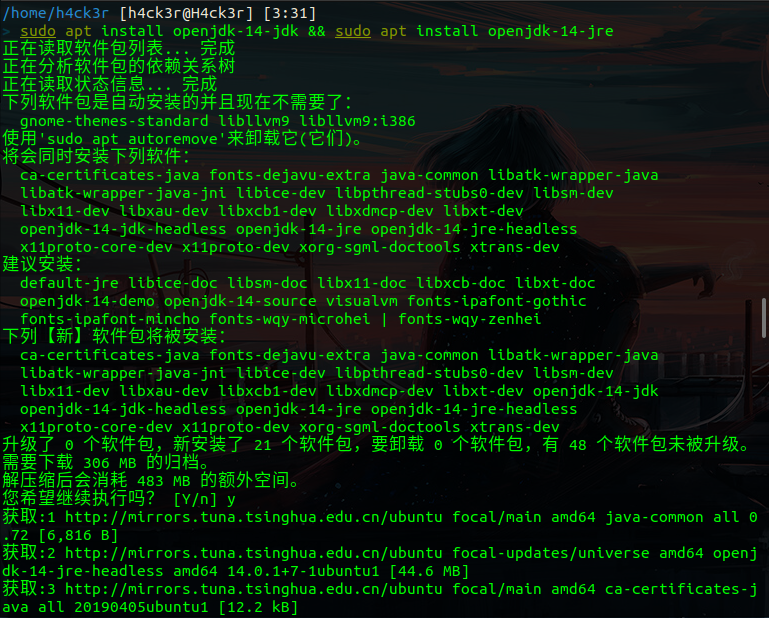 /home/h4ck3r [h4ck3r@H4ck3r] [3:31]
> sudo apt install openjdk-14-jdk && sudo apt install openjdk-14-jre
正在读取软件包列表... 完成
正在分析软件包的依赖关系树
正在读取状态信息... 完成
下列软件包是自动安装的并且现在不需要了：
  gnome-themes-standard libllvm9 libllvm9:i386
使用'sudo apt autoremove'来卸载它(它们)。
将会同时安装下列软件：
  ca-certificates-java fonts-dejavu-extra java-common libatk-wrapper-java
  libatk-wrapper-java-jni libice-dev libpthread-stubs0-dev libsm-dev
  libx11-dev libxau-dev libxcb1-dev libxdmcp-dev libxt-dev
  openjdk-14-jdk-headless openjdk-14-jre openjdk-14-jre-headless
  x11proto-core-dev x11proto-dev xorg-sgml-doctools xtrans-dev
建议安装：
  default-jre libice-doc libsm-doc libx11-doc libxcb-doc libxt-doc
  openjdk-14-demo openjdk-14-source visualvm fonts-ipafont-gothic
  fonts-ipafont-mincho fonts-wqy-microhei | fonts-wqy-zenhei
下列【新】软件包将被安装：
  ca-certificates-java fonts-dejavu-extra java-common libatk-wrapper-java
  libatk-wrapper-java-jni libice-dev libpthread-stubs0-dev libsm-dev
  libx11-dev libxau-dev libxcb1-dev libxdmcp-dev libxt-dev openjdk-14-jdk
  openjdk-14-jdk-headless openjdk-14-jre openjdk-14-jre-headless
  x11proto-core-dev x11proto-dev xorg-sgml-doctools xtrans-dev
升级了 0 个软件包，新安装了 21 个软件包，要卸载 0 个软件包，有 48 个软件包未被升级。
需要下载 306 MB 的归档。
解压缩后会消耗 483 MB 的额外空间。
您希望继续执行吗？ [Y/n] y
获取:1 http://mirrors.tuna.tsinghua.edu.cn/ubuntu focal/main amd64 java-common all 0
.72 [6,816 B]
获取:2 http://mirrors.tuna.tsinghua.edu.cn/ubuntu focal-updates/universe amd64 openj
dk-14-jre-headless amd64 14.0.1+7-1ubuntu1 [44.6 MB]
获取:3 http://mirrors.tuna.tsinghua.edu.cn/ubuntu focal/main amd64 ca-certificates-j
ava all 20190405ubuntu1 [12.2 kB]